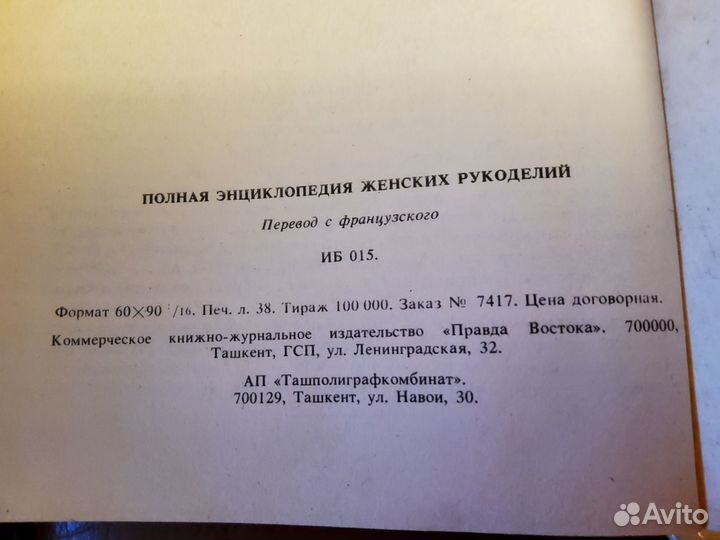 ПОЛНАЯ ЭНЦИКЛОПЕДИЯ ЖЕНСКИХ РУКОДЕЛИЙ
Перевод с французского
ИБ 015.
Формат 60×90 1/16. Печ. л. 38. Тираж 100 000. Заказ № 7417. Цена договорная.
Коммерческое книжно-журнальное издательство «Правда Востока». 700000,
Ташкент, ГСП, ул. Ленинградская, 32.
АП «Ташполиграфкомбинат».
700129, Ташкент, ул. Навои, 30.
Avito